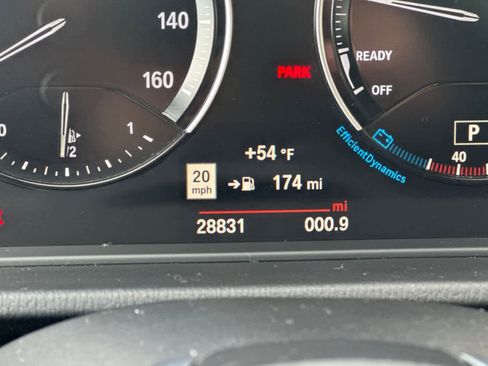 140
160
0 1/2 1
PARK
READY
OFF
EfficientDynamics
P
40
+54 °F
20
mph
➔ 174 mi
mi
28831 000.9